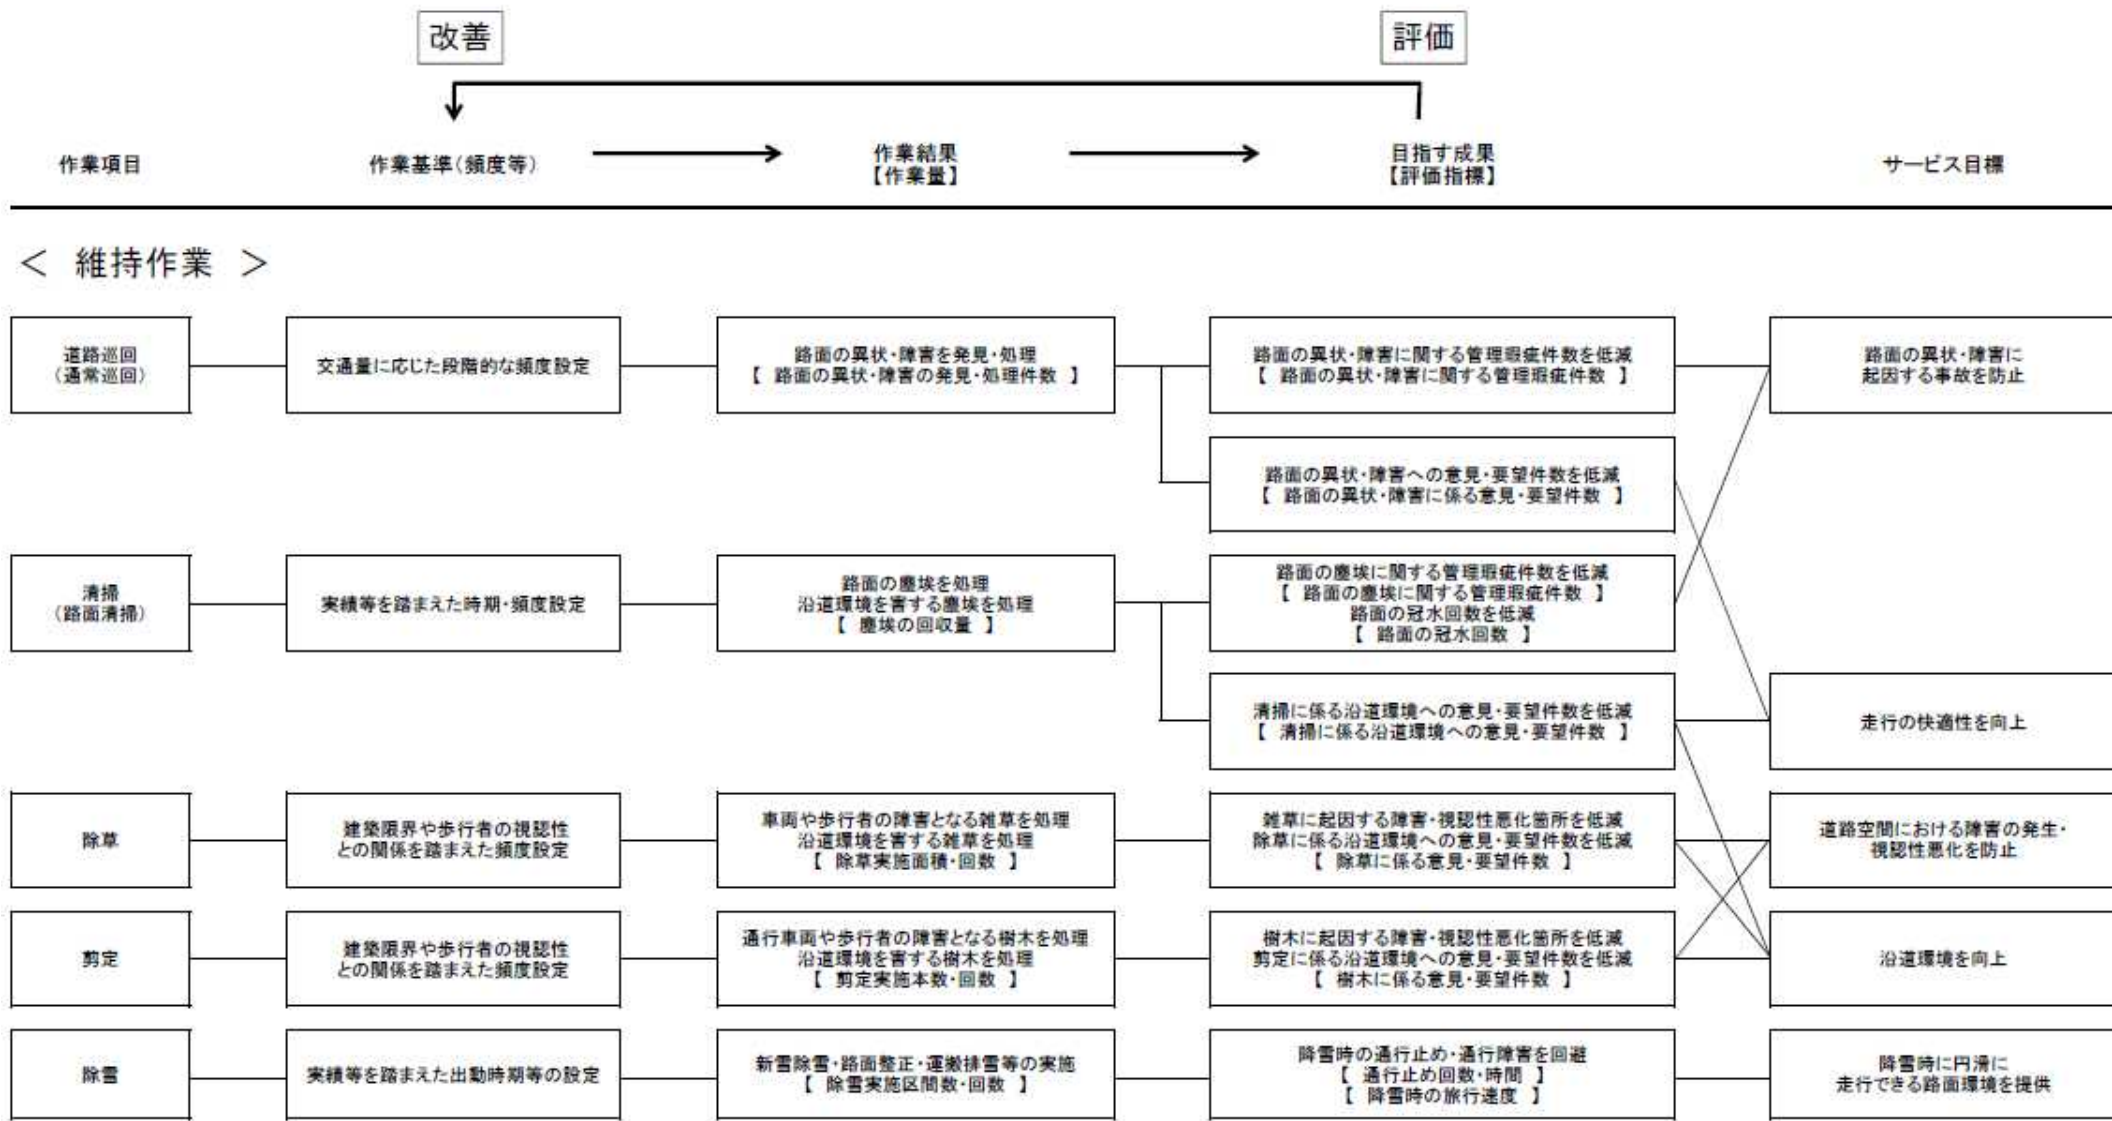 改善
評価
作業項目
作業基準(頻度等)
作業結果
【作業量】
目指す成果
【評価指標】
サービス目標
＜ 維持作業 ＞
道路巡回
(通常巡回)
交通量に応じた段階的な頻度設定
路面の異状・障害を発見・処理
【 路面の異状・障害の発見・処理件数 】
路面の異状・障害に関する管理瑕疵件数を低減
【 路面の異状・障害に関する管理瑕疵件数 】
路面の異状・障害に
起因する事故を防止
路面の異状・障害への意見・要望件数を低減
【 路面の異状・障害に係る意見・要望件数 】
清掃
(路面清掃)
実績等を踏まえた時期・頻度設定
路面の塵埃を処理
沿道環境を害する塵埃を処理
【 塵埃の回収量 】
路面の塵埃に関する管理瑕疵件数を低減
【 路面の塵埃に関する管理瑕疵件数 】
路面の冠水回数を低減
【 路面の冠水回数 】
清掃に係る沿道環境への意見・要望件数を低減
【 清掃に係る沿道環境への意見・要望件数 】
走行の快適性を向上
除草
建築限界や歩行者の視認性
との関係を踏まえた頻度設定
車両や歩行者の障害となる雑草を処理
沿道環境を害する雑草を処理
【 除草実施面積・回数 】
雑草に起因する障害・視認性悪化箇所を低減
除草に係る沿道環境への意見・要望件数を低減
【 除草に係る意見・要望件数 】
道路空間における障害の発生・
視認性悪化を防止
剪定
建築限界や歩行者の視認性
との関係を踏まえた頻度設定
通行車両や歩行者の障害となる樹木を処理
沿道環境を害する樹木を処理
【 剪定実施本数・回数 】
樹木に起因する障害・視認性悪化箇所を低減
剪定に係る沿道環境への意見・要望件数を低減
【 樹木に係る意見・要望件数 】
沿道環境を向上
除雪
実績等を踏まえた出動時期等の設定
新雪除雪・路面整正・運搬排雪等の実施
【 除雪実施区間数・回数 】
降雪時の通行止め・通行障害を回避
【 通行止め回数・時間 】
【 降雪時の旅行速度 】
降雪時に円滑に
走行できる路面環境を提供